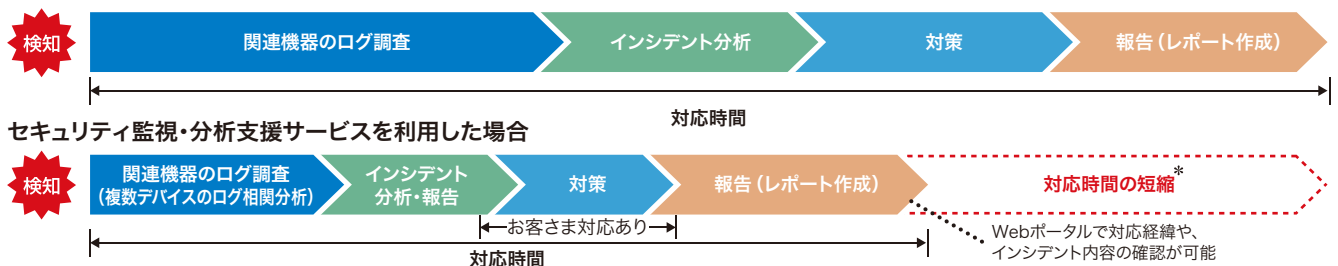 検知
関連機器のログ調査
インシデント分析
対策
報告（レポート作成）
対応時間
セキュリティ監視・分析支援サービスを利用した場合
検知
関連機器のログ調査
（複数デバイスのログ相関分析）
インシデント
分析・報告
対策
報告（レポート作成）
対応時間の短縮*
お客さま対応あり
Webポータルで対応経緯や、
インシデント内容の確認が可能
対応時間